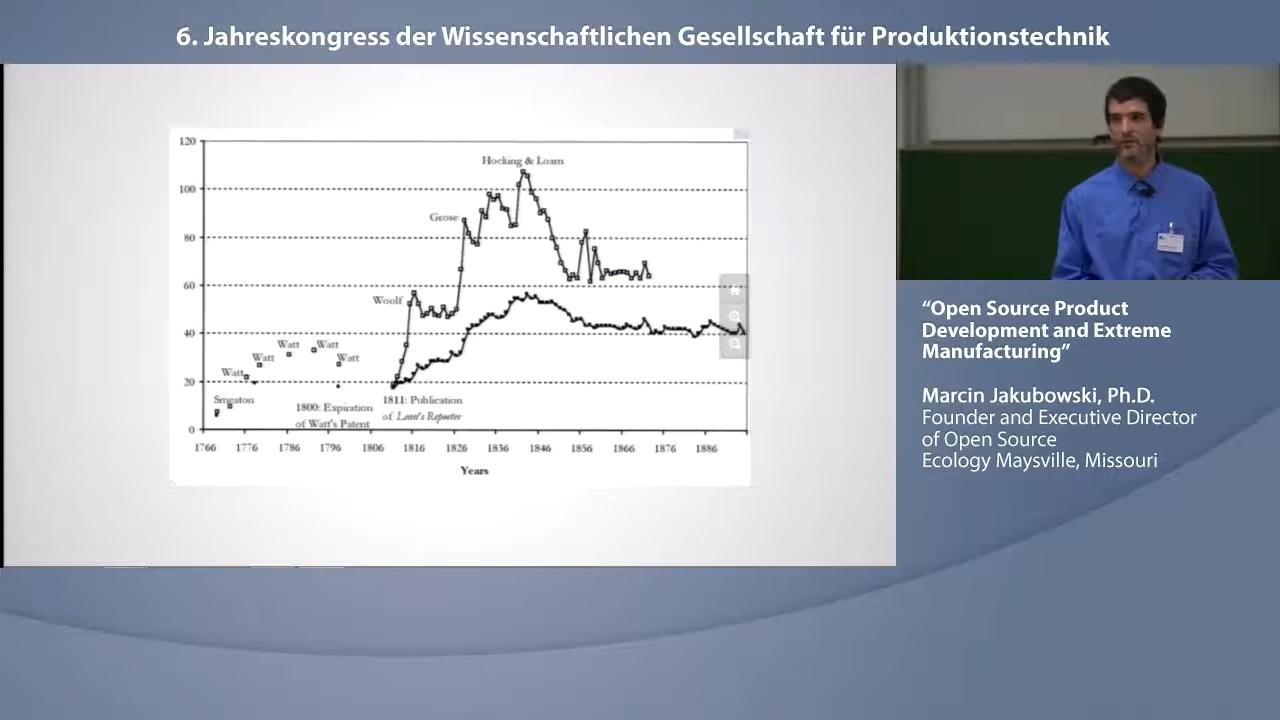 6. Jahreskongress der Wissenschaftlichen Gesellschaft für Produktionstechnik
120
100
80
60
40
20
0
Hocking & Loam
Grose
Woolf
Watt
Watt
Watt
Watt
Watt
Smeaton
1800: Expiration
of Watt's Patent
1811: Publication
of Lean's Reporter
1766 1776 1786 1796 1806 1816 1826 1836 1846 1856 1866 1876 1886
Years
“Open Source Product
Development and Extreme
Manufacturing”
Marcin Jakubowski, Ph.D.
Founder and Executive Director
of Open Source
Ecology Maysville, Missouri